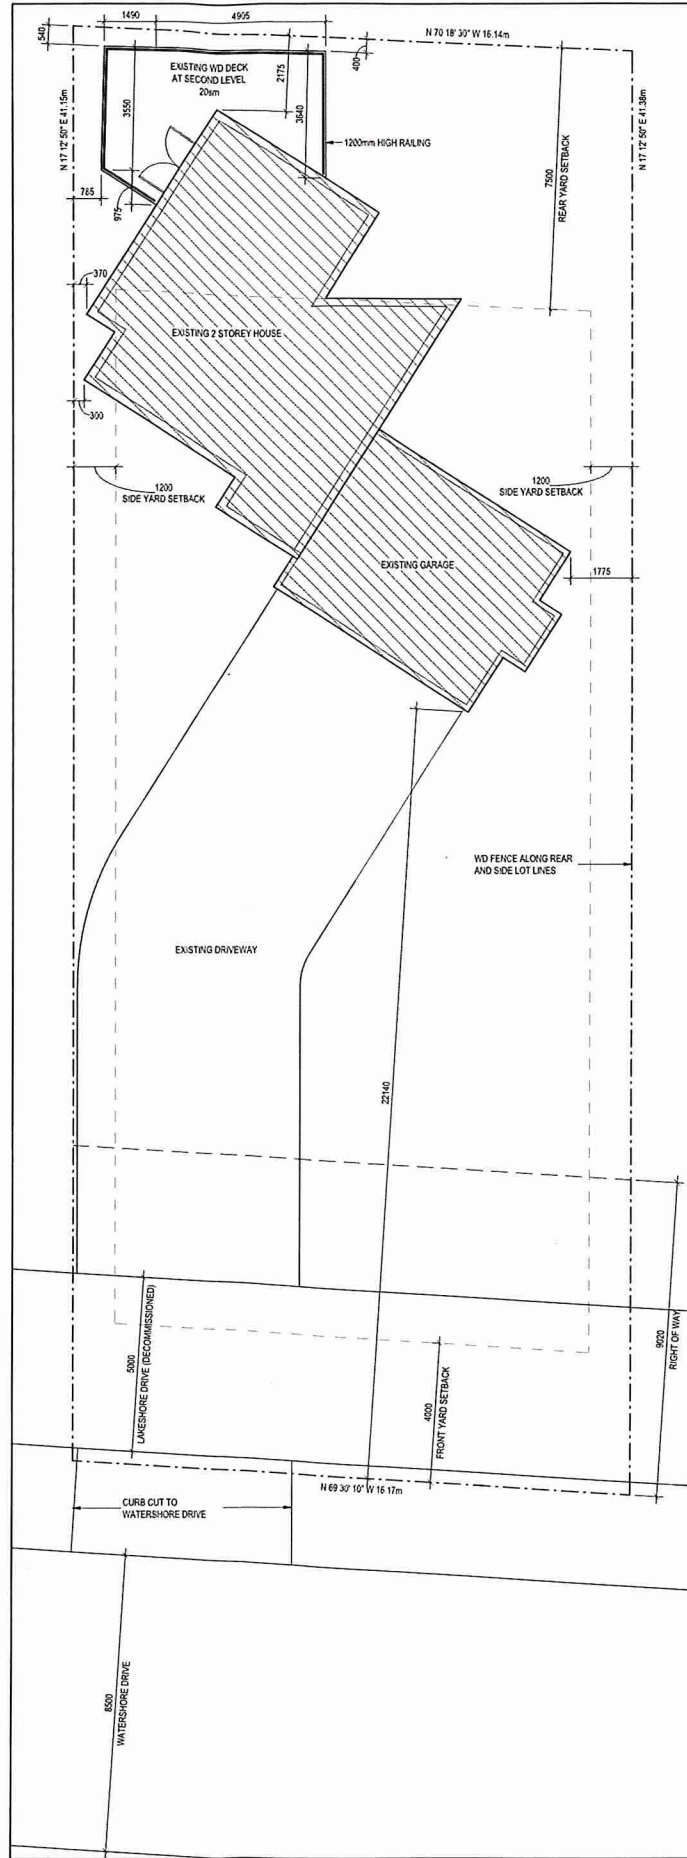 1490
4905
N 70 18' 30" W 16.14m
540
EXISTING WD DECK
AT SECOND LEVEL
20sm
2175
400
3550
3640
1200mm HIGH RAILING
N 17 12' 50" E 41.15m
N 17 12' 50" E 41.38m
7500
REAR YARD SETBACK
785
975
370
EXISTING 2 STOREY HOUSE
300
1200
SIDE YARD SETBACK
1200
SIDE YARD SETBACK
EXISTING GARAGE
1775
WD FENCE ALONG REAR
AND SIDE LOT LINES
EXISTING DRIVEWAY
22140
5000
LAKESHORE DRIVE (DECOMMISSIONED)
4000
FRONT YARD SETBACK
9020
RIGHT OF WAY
N 69 30' 10" W 16.17m
CURB CUT TO
WATERSHORE DRIVE
8500
WATERSHORE DRIVE